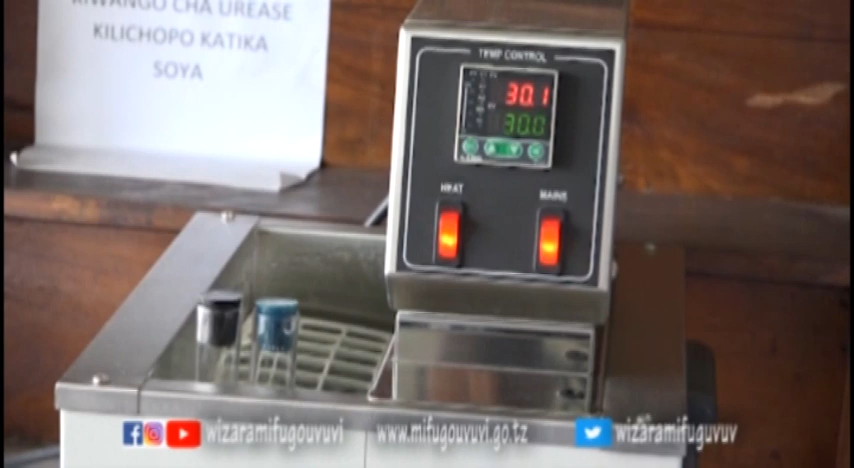 KIWANGO CHA UREASE
KILICHOPO KATIKA
SOYA
TEMP CONTROL
30.1
30.0
HEAT
MAINS
wizaramifugouvuvi
www.mifugouvuvi.go.tz
wizaramifugouvuv